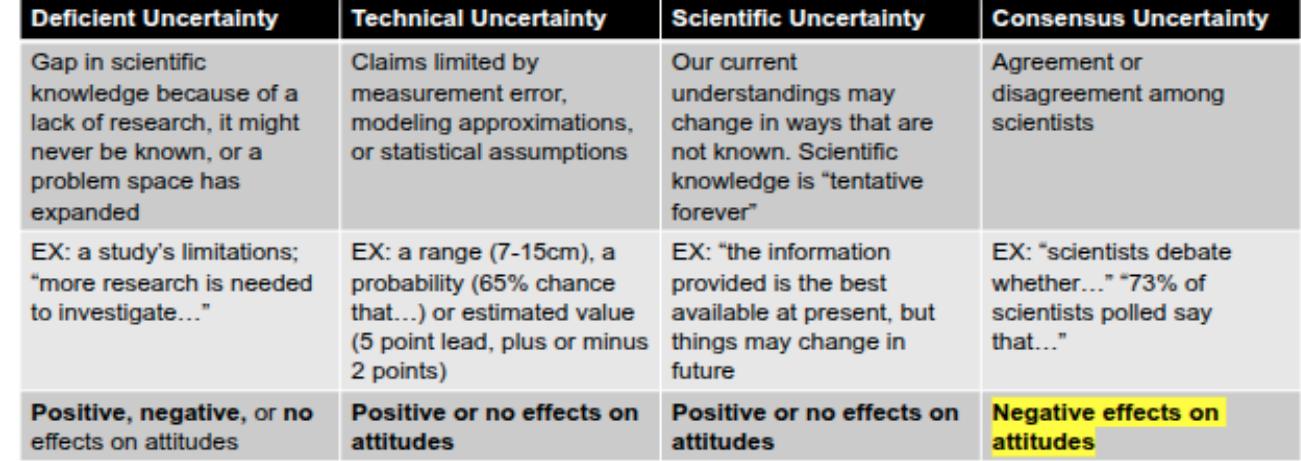 Deficient Uncertainty
Technical Uncertainty
Scientific Uncertainty
Consensus Uncertainty
Gap in scientific
knowledge because of a
lack of research, it might
never be known, or a
problem space has
expanded
Claims limited by
measurement error,
modeling approximations,
or statistical assumptions
Our current
understandings may
change in ways that are
not known. Scientific
knowledge is “tentative
forever”
Agreement or
disagreement among
scientists
EX: a study’s limitations;
“more research is needed
to investigate…”
EX: a range (7-15cm), a
probability (65% chance
that…) or estimated value
(5 point lead, plus or minus
2 points)
EX: “the information
provided is the best
available at present, but
things may change in
future
EX: “scientists debate
whether…” “73% of
scientists polled say
that…”
Positive, negative, or no
effects on attitudes
Positive or no effects on
attitudes
Positive or no effects on
attitudes
Negative effects on
attitudes